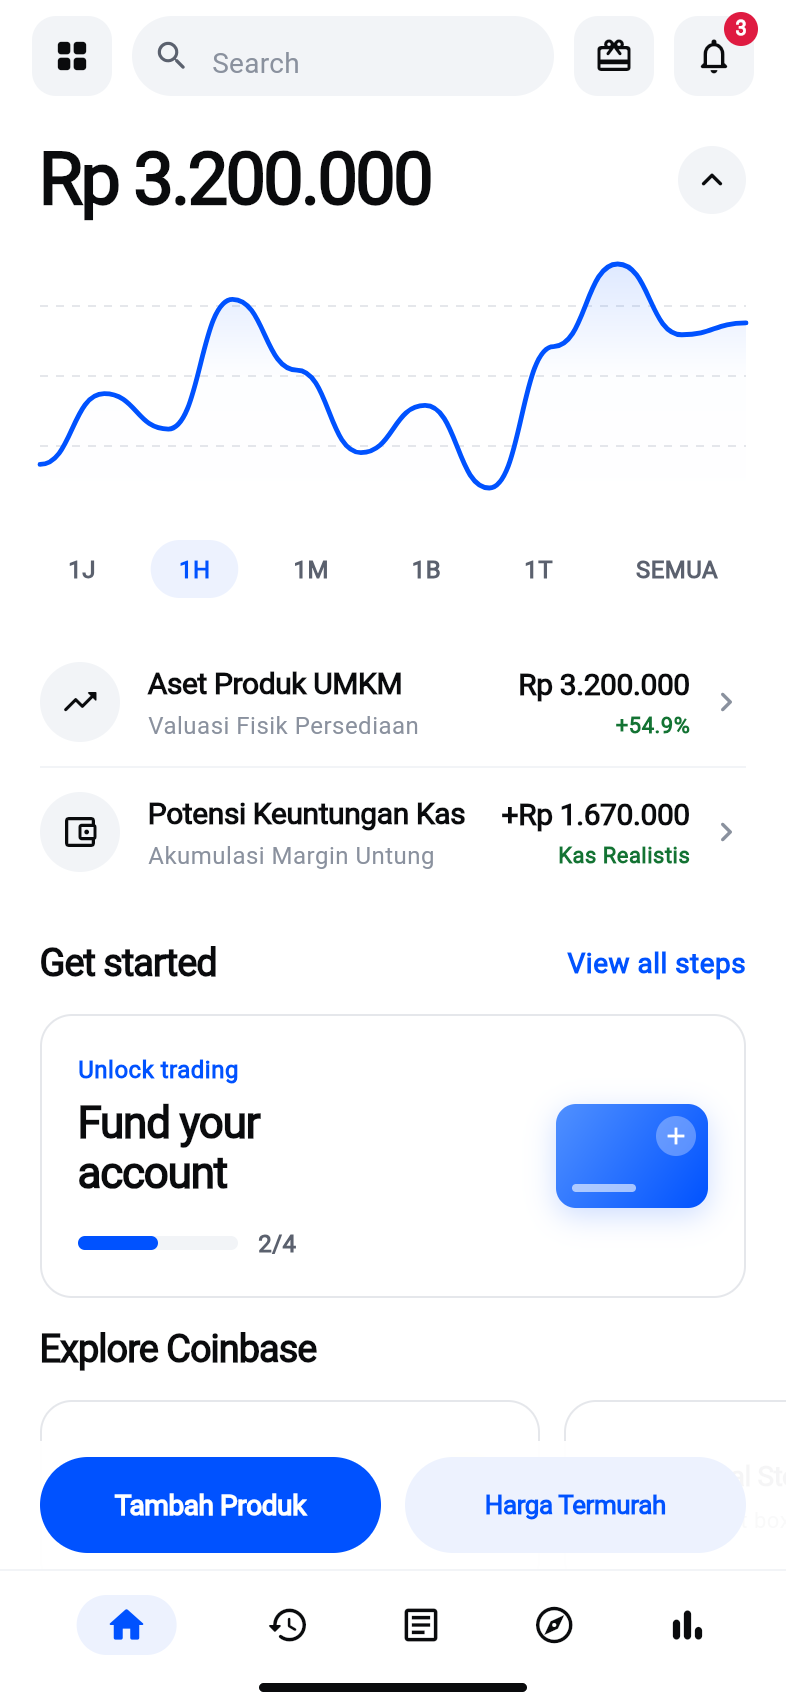 Search
3
Rp 3.200.000
1J 1H 1M 1B 1T SEMUA
Aset Produk UMKM
Rp 3.200.000
Valuasi Fisik Persediaan
+54.9%
Potensi Keuntungan Kas
+Rp 1.670.000
Akumulasi Margin Untung
Kas Realistis
Get started
View all steps
Unlock trading
Fund your
account
2/4
Explore Coinbase
Tambah Produk
Harga Termurah